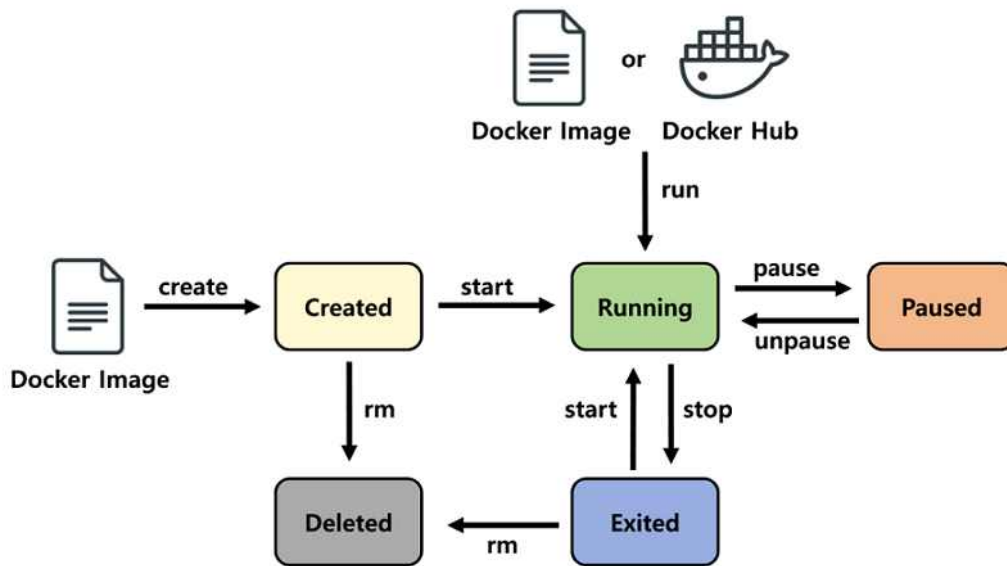 or
Docker Image
Docker Hub
run
create
Created
start
Running
pause
unpause
Paused
Docker Image
rm
start
stop
Deleted
rm
Exited